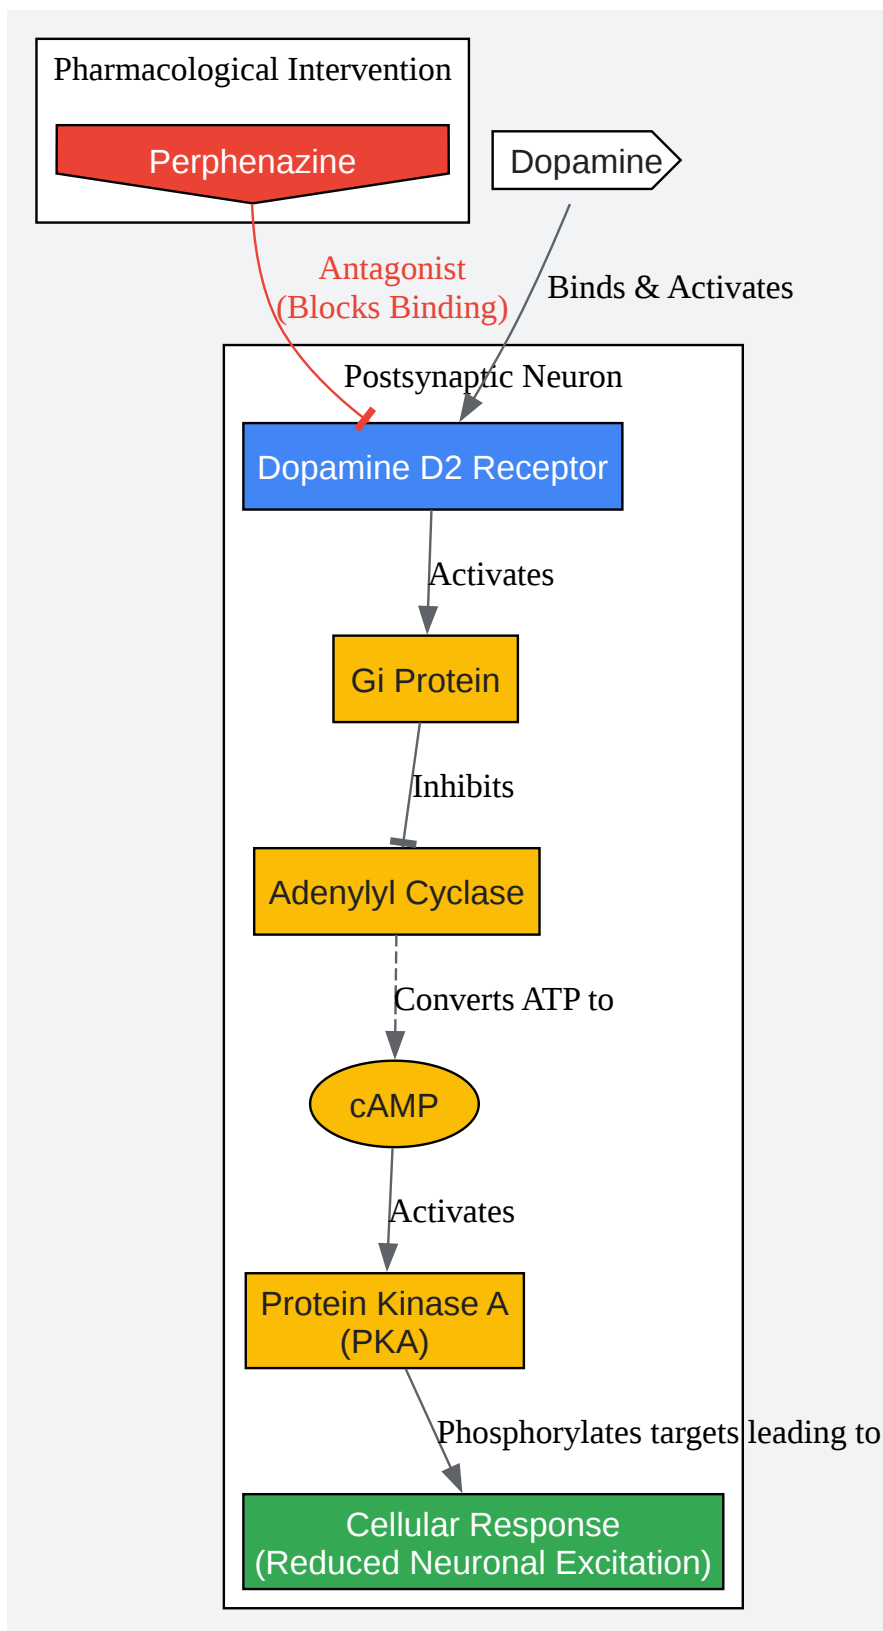 Pharmacological Intervention
Perphenazine
Dopamine
Antagonist
(Blocks Binding)
Binds & Activates
Postsynaptic Neuron
Dopamine D2 Receptor
Activates
Gi Protein
Inhibits
Adenylyl Cyclase
Converts ATP to
cAMP
Activates
Protein Kinase A
(PKA)
Phosphorylates targets leading to
Cellular Response
(Reduced Neuronal Excitation)